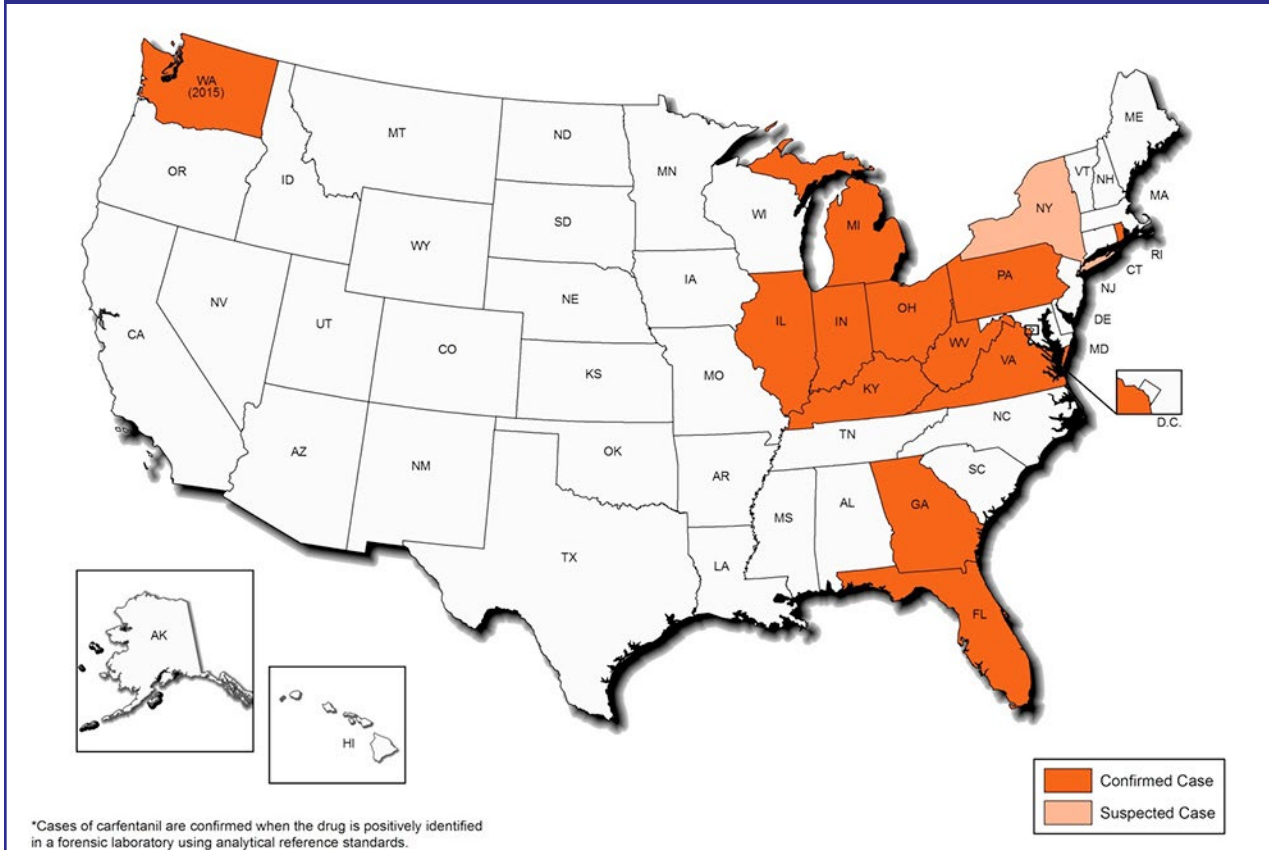 WA
(2015)
MT
ND
MN
ME
OR
ID
VT
NH
MA
SD
WI
NY
MI
WY
RI
CT
IA
PA
NJ
NE
NV
IL
IN
OH
DE
UT
WV
MD
CA
CO
VA
KS
MO
KY
D.C.
NC
TN
AZ
OK
NM
AR
SC
MS
AL
GA
TX
LA
FL
AK
HI
Confirmed Case
Suspected Case
*Cases of carfentanil are confirmed when the drug is positively identified
in a forensic laboratory using analytical reference standards.